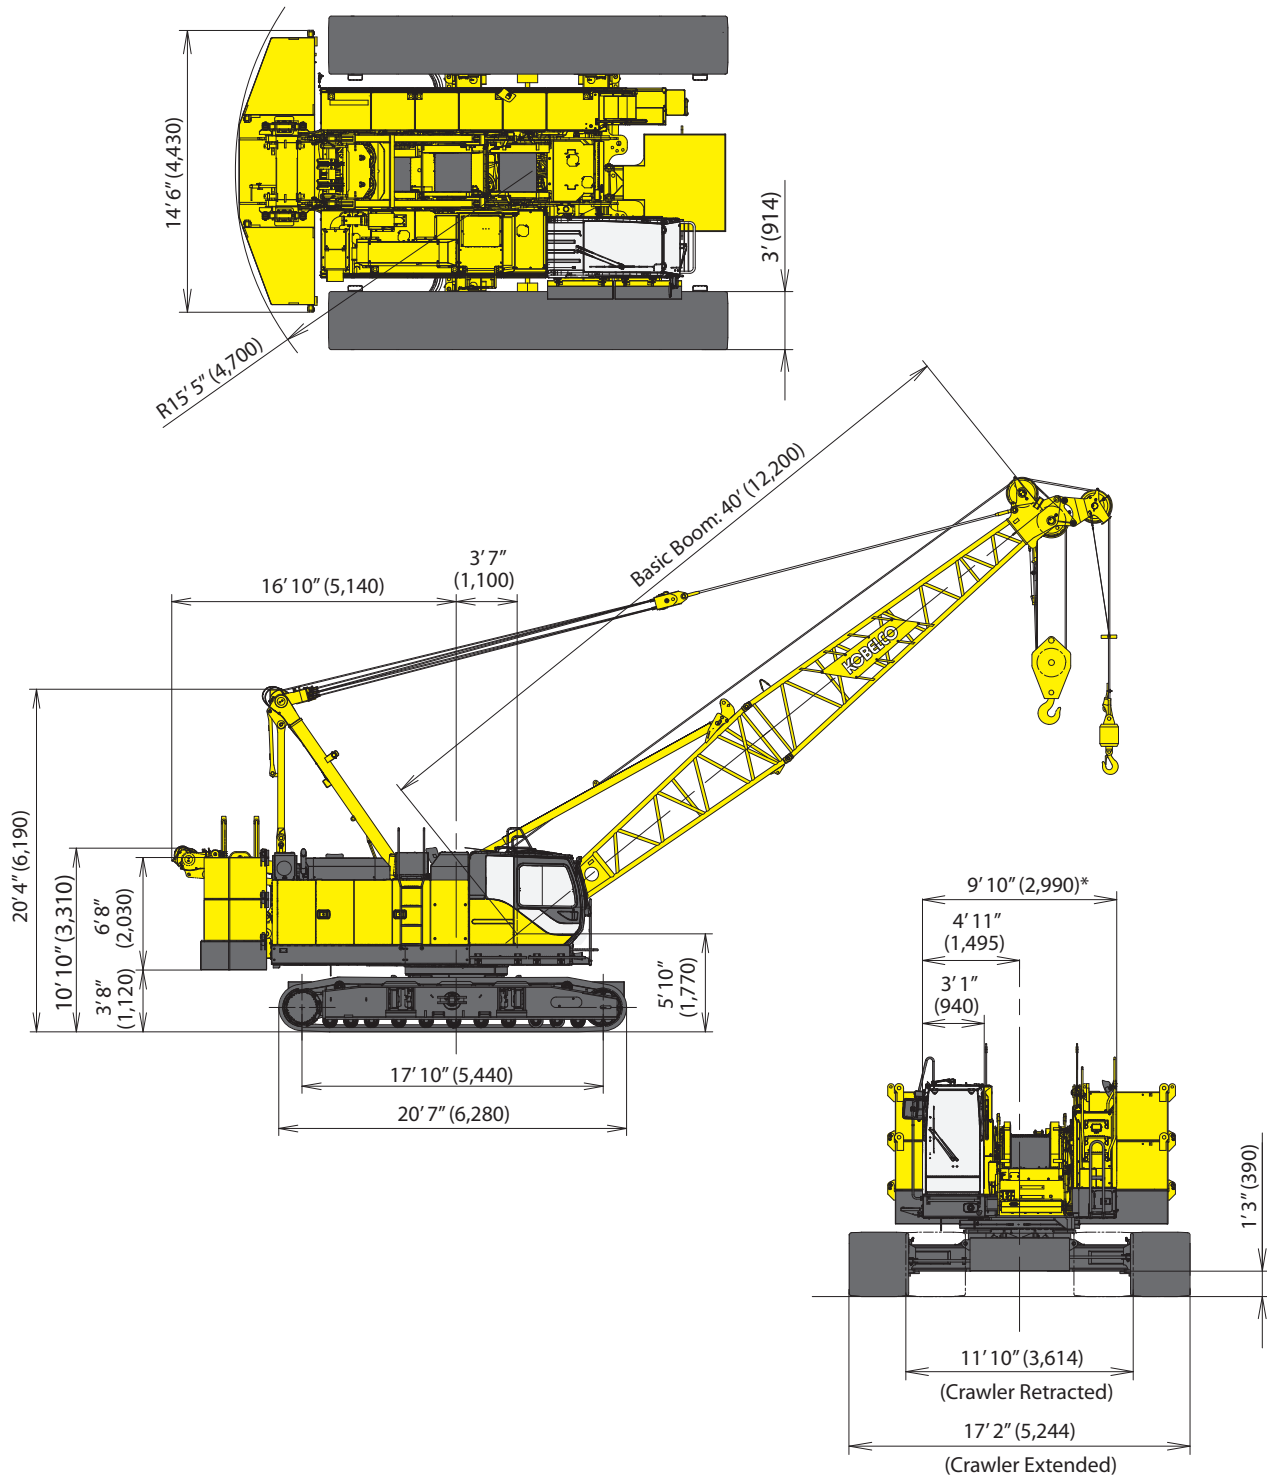 14' 6" (4,430)
3' (914)
R15' 5" (4,700)
Basic Boom: 40' (12,200)
3' 7"
(1,100)
16' 10" (5,140)
KOBELCO
20' 4" (6,190)
10' 10" (3,310)
6' 8"
(2,030)
3' 8"
(1,120)
5' 10"
(1,770)
17' 10" (5,440)
20' 7" (6,280)
9' 10" (2,990)*
4' 11"
(1,495)
3' 1"
(940)
1' 3" (390)
11' 10" (3,614)
(Crawler Retracted)
17' 2" (5,244)
(Crawler Extended)